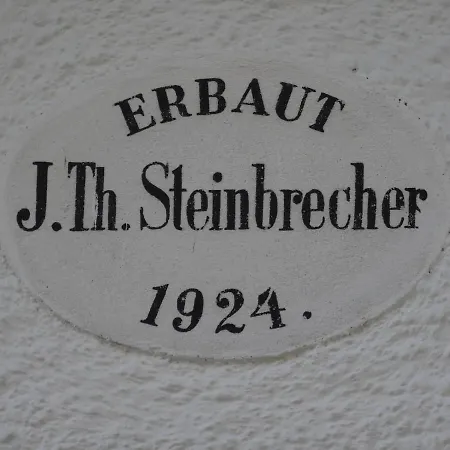 ERBAUT
J. Th. Steinbrecher
1924.